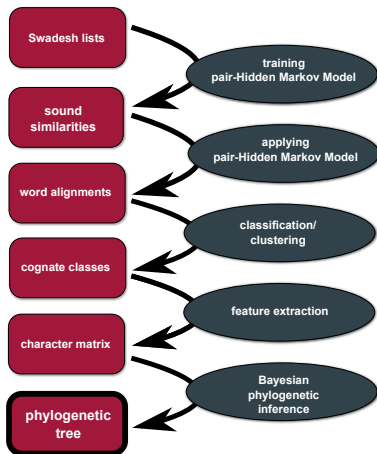 Swadesh lists
training
pair-Hidden Markov Model
sound
similarities
applying
pair-Hidden Markov Model
word alignments
classification/
clustering
cognate classes
feature extraction
character matrix
Bayesian
phylogenetic
inference
phylogenetic
tree